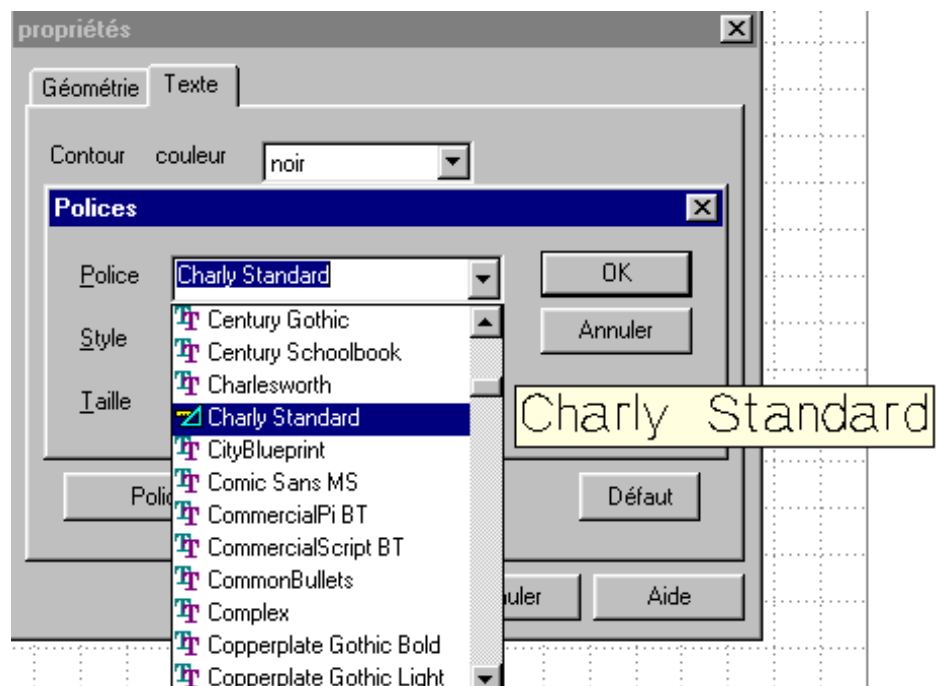 propriétés
Géométrie Texte
Contour couleur noir
Polices
Police Charly Standard OK
Century Gothic
Style Annuler
Century Schoolbook
Charlesworth
Taille
Charly Standard
Charly Standard
CityBlueprint
Comic Sans MS
Défaut
CommercialPi BT
CommercialScript BT
CommonBullets
Aide
Complex
Copperplate Gothic Bold
Copperplate Gothic Light